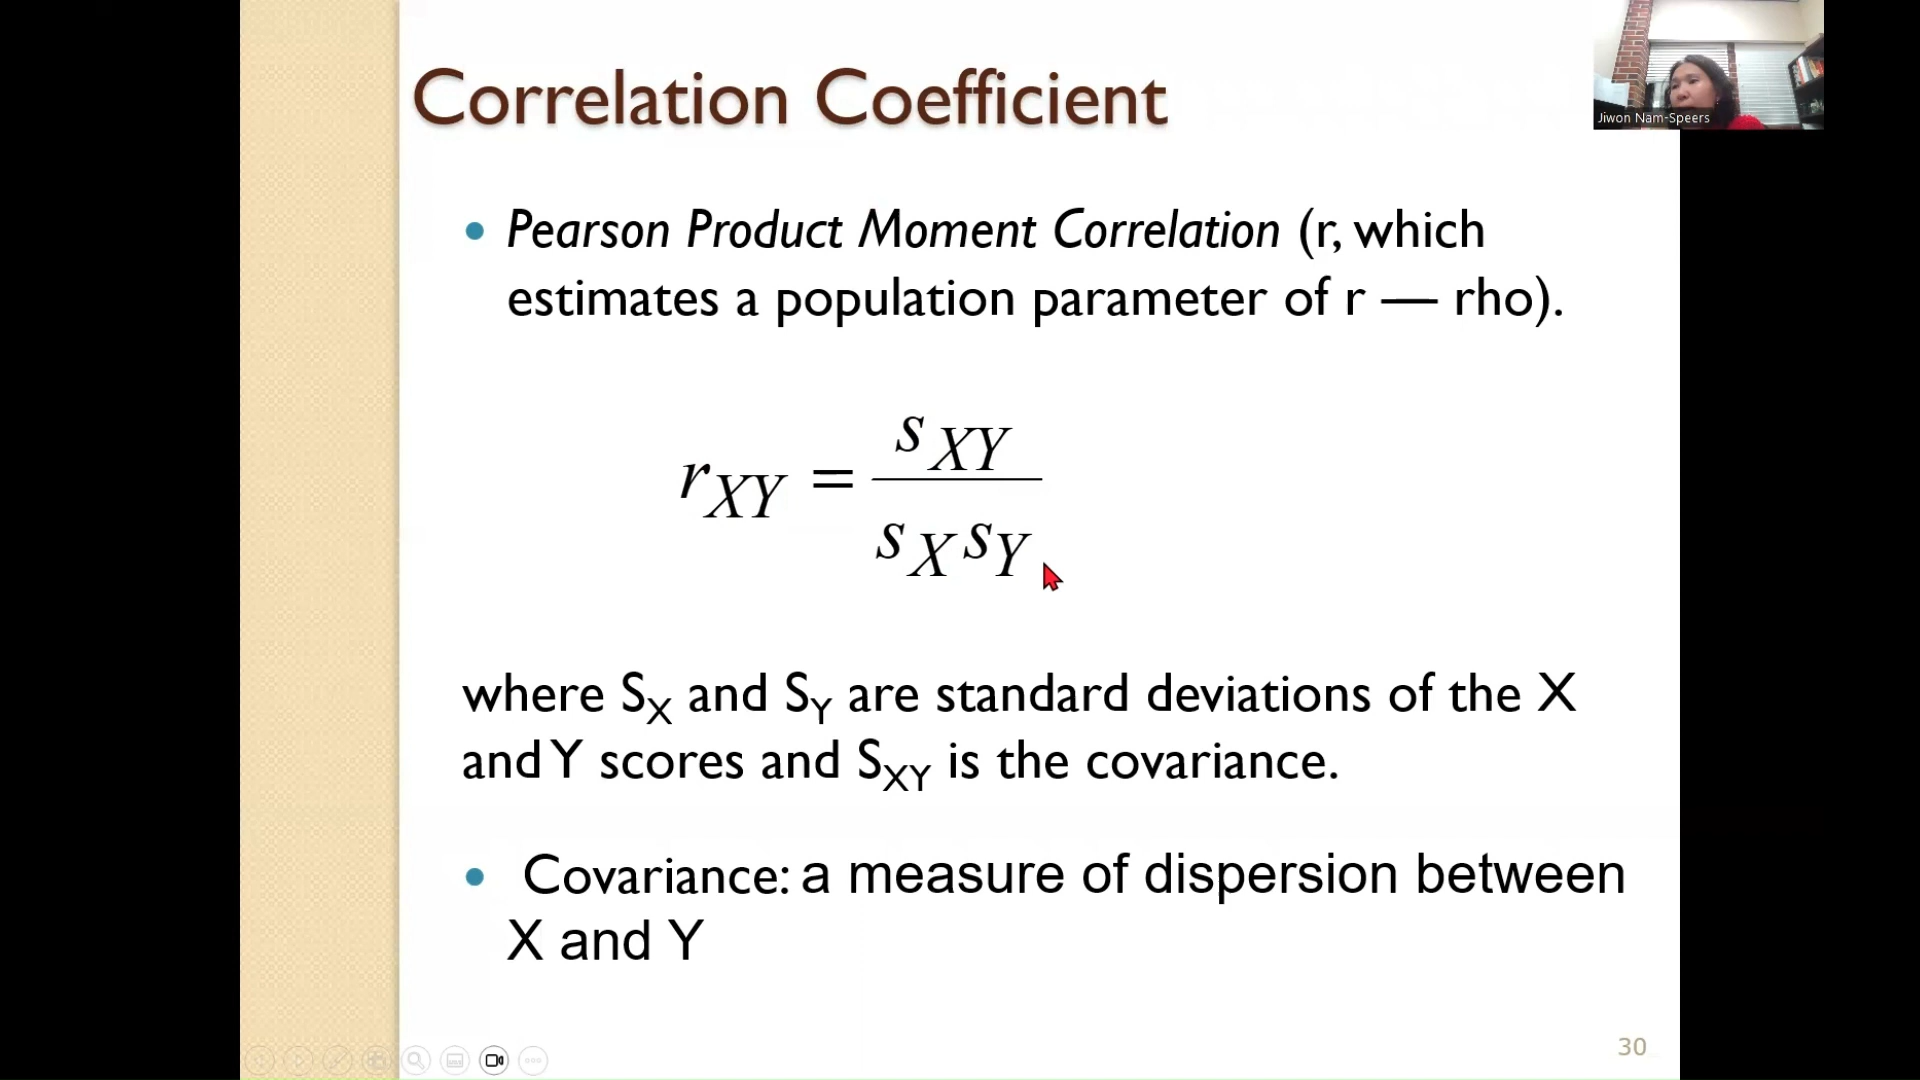 Correlation Coefficient
Jiwon Nam-Speers
• Pearson Product Moment Correlation (r, which
estimates a population parameter of r — rho).
r_XY = s_XY / s_X s_Y
where S_X and S_Y are standard deviations of the X
and Y scores and S_XY is the covariance.
• Covariance: a measure of dispersion between
X and Y
30